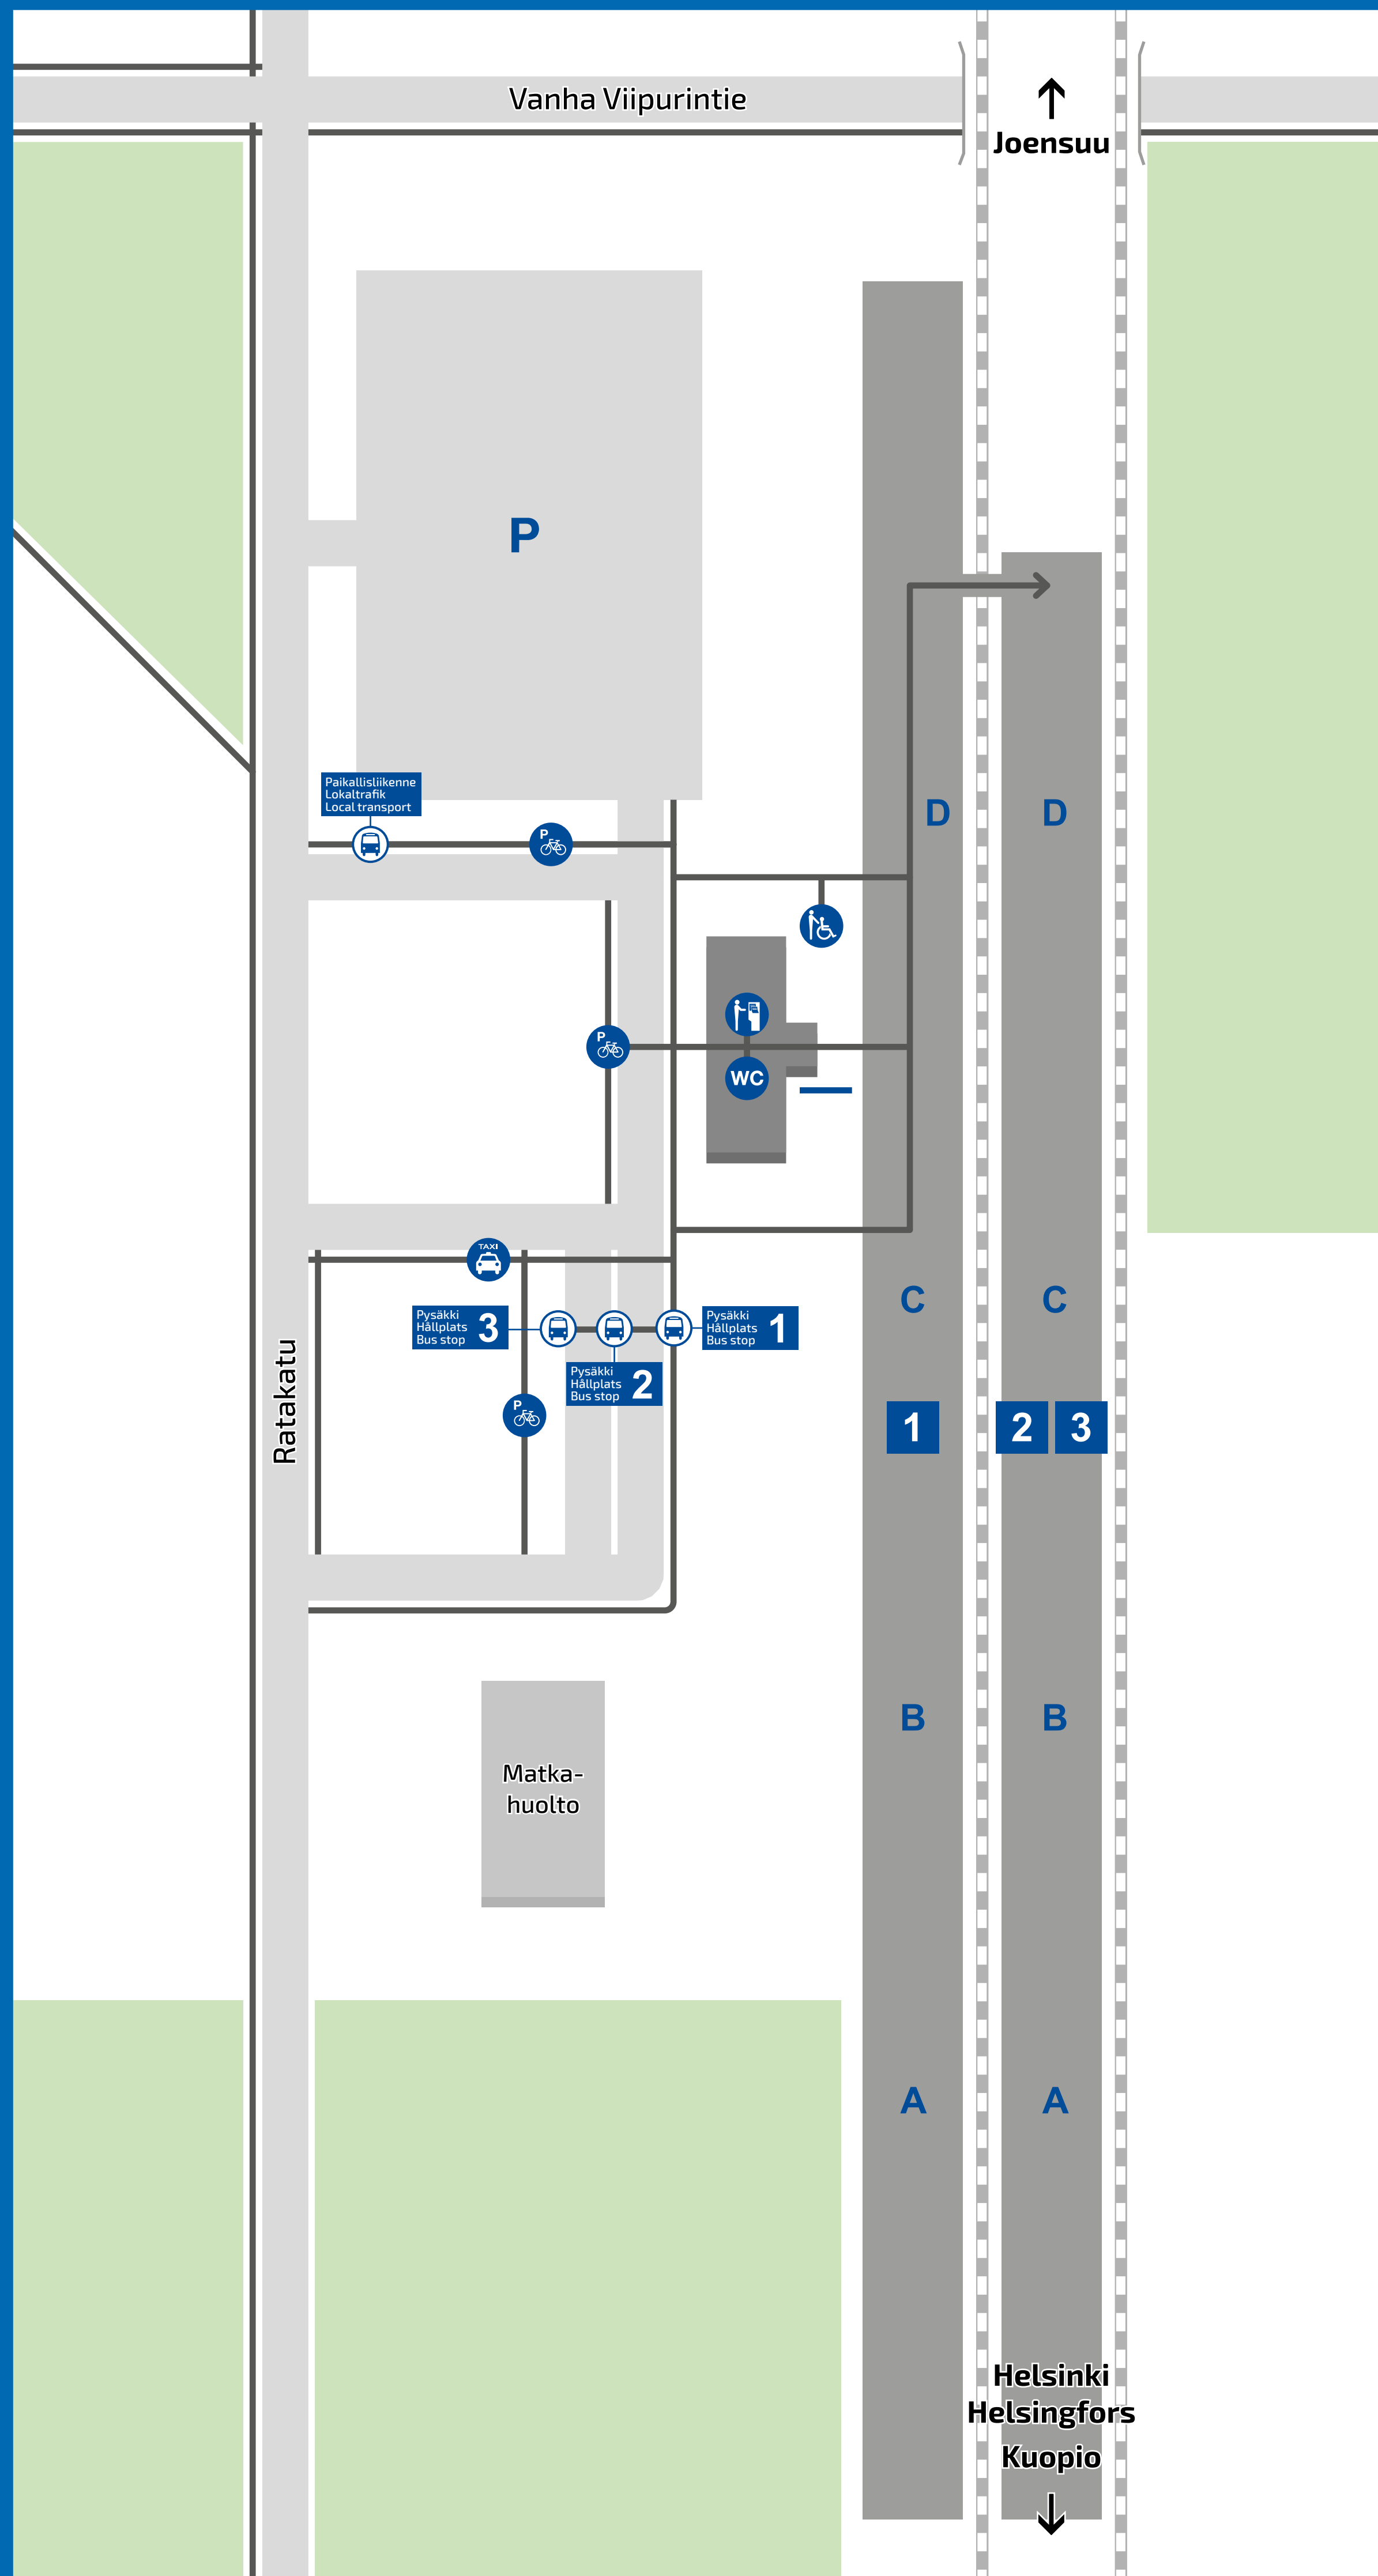 Vanha Viipurintie
Joensuu
P
Paikallisliikenne
Lokaltrafik
Local transport
P
D
D
P
WC
TAXI
Pysäkki
Hållplats
Bus stop
3
Pysäkki
Hållplats
Bus stop
2
Pysäkki
Hållplats
Bus stop
1
C
C
Ratakatu
P
1
2
3
B
B
Matka-
huolto
A
A
Helsinki
Helsingfors
Kuopio